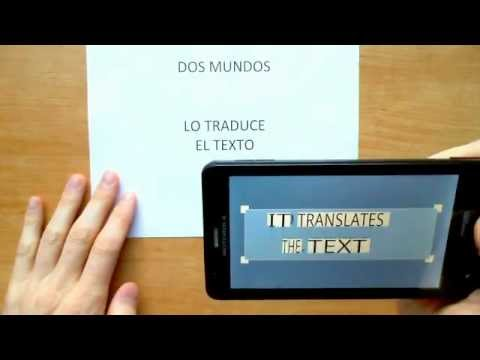 DOS MUNDOS
LO TRADUCE
EL TEXTO
IT TRANSLATES
THE TEXT